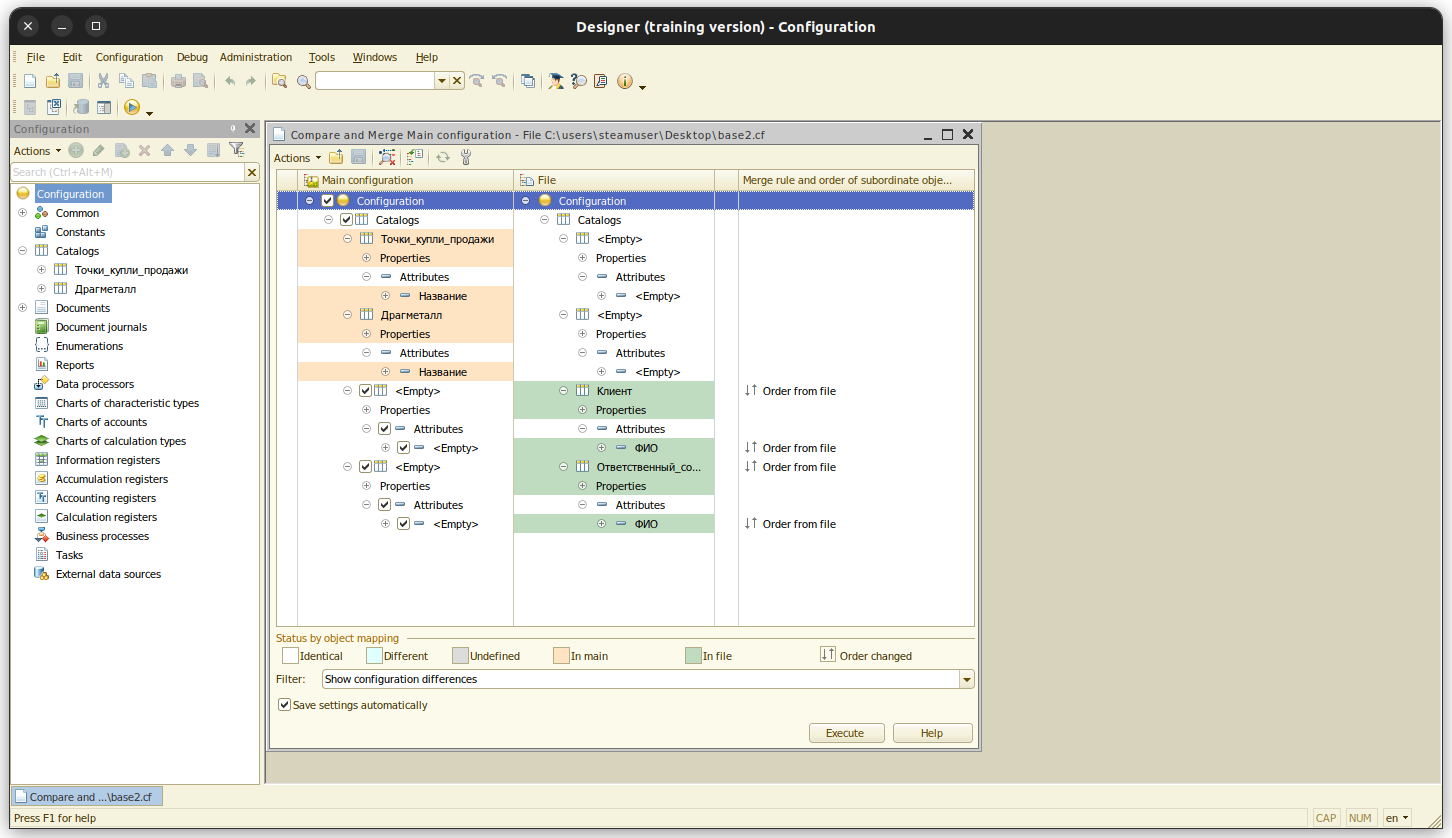 Designer (training version) - Configuration
File Edit Configuration Debug Administration Tools Windows Help
Configuration
Actions
Search (Ctrl+Alt+M)
Configuration
Common
Constants
Catalogs
Точки_купли_продажи
Драгметалл
Documents
Document journals
Enumerations
Reports
Data processors
Charts of characteristic types
Charts of accounts
Charts of calculation types
Information registers
Accumulation registers
Accounting registers
Calculation registers
Business processes
Tasks
External data sources
Compare and Merge Main configuration - File C:\users\steamuser\Desktop\base2.cf
Actions
Main configuration File Merge rule and order of subordinate obje...
Configuration Configuration
Catalogs Catalogs
Точки_купли_продажи <Empty>
Properties Properties
Attributes Attributes
Название <Empty>
Драгметалл <Empty>
Properties Properties
Attributes Attributes
Название <Empty>
<Empty> Клиент Order from file
Properties Properties
Attributes Attributes
<Empty> ФИО Order from file
<Empty> Ответственный_со... Order from file
Properties Properties
Attributes Attributes
<Empty> ФИО Order from file
Status by object mapping
Identical Different Undefined In main In file Order changed
Filter: Show configuration differences
Save settings automatically
Execute Help
Compare and ...\base2.cf
Press F1 for help CAP NUM en